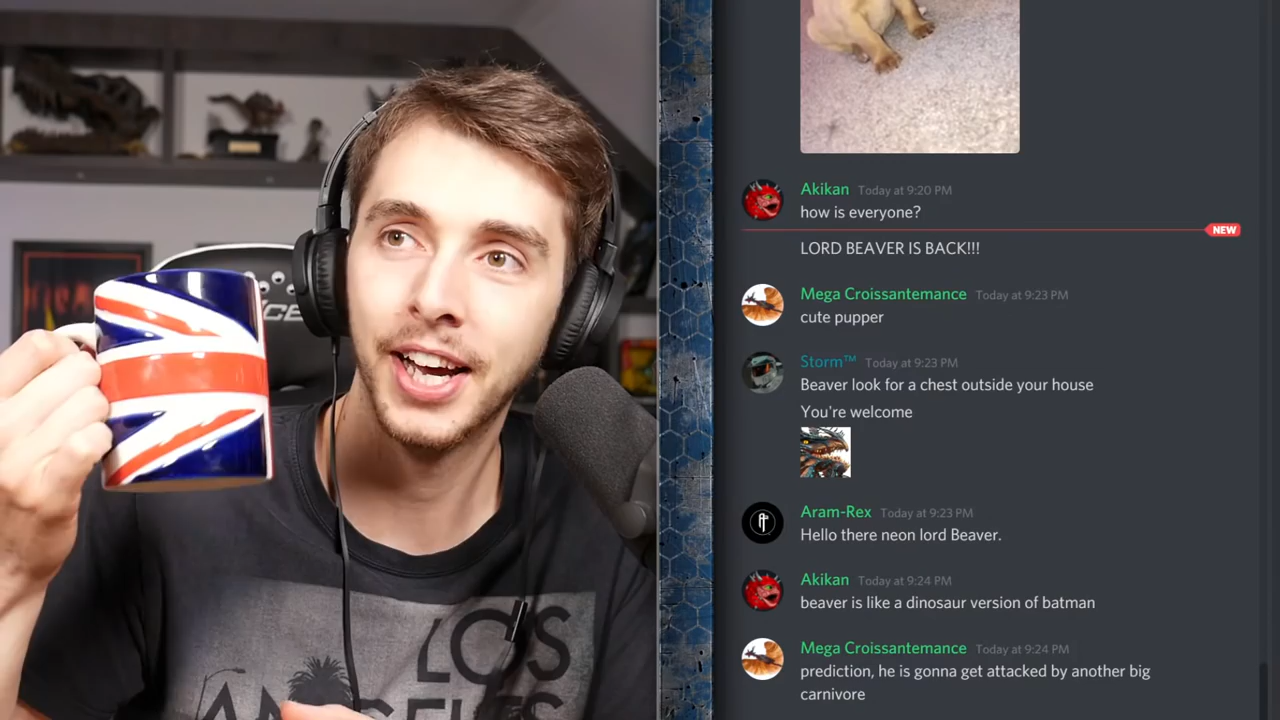 CE
LOS
ANGELES
Akikan Today at 9:20 PM
how is everyone?
NEW
LORD BEAVER IS BACK!!!
Mega Croissantemance Today at 9:23 PM
cute pupper
Storm™ Today at 9:23 PM
Beaver look for a chest outside your house
You're welcome
Aram-Rex Today at 9:23 PM
Hello there neon lord Beaver.
Akikan Today at 9:24 PM
beaver is like a dinosaur version of batman
Mega Croissantemance Today at 9:24 PM
prediction, he is gonna get attacked by another big
carnivore